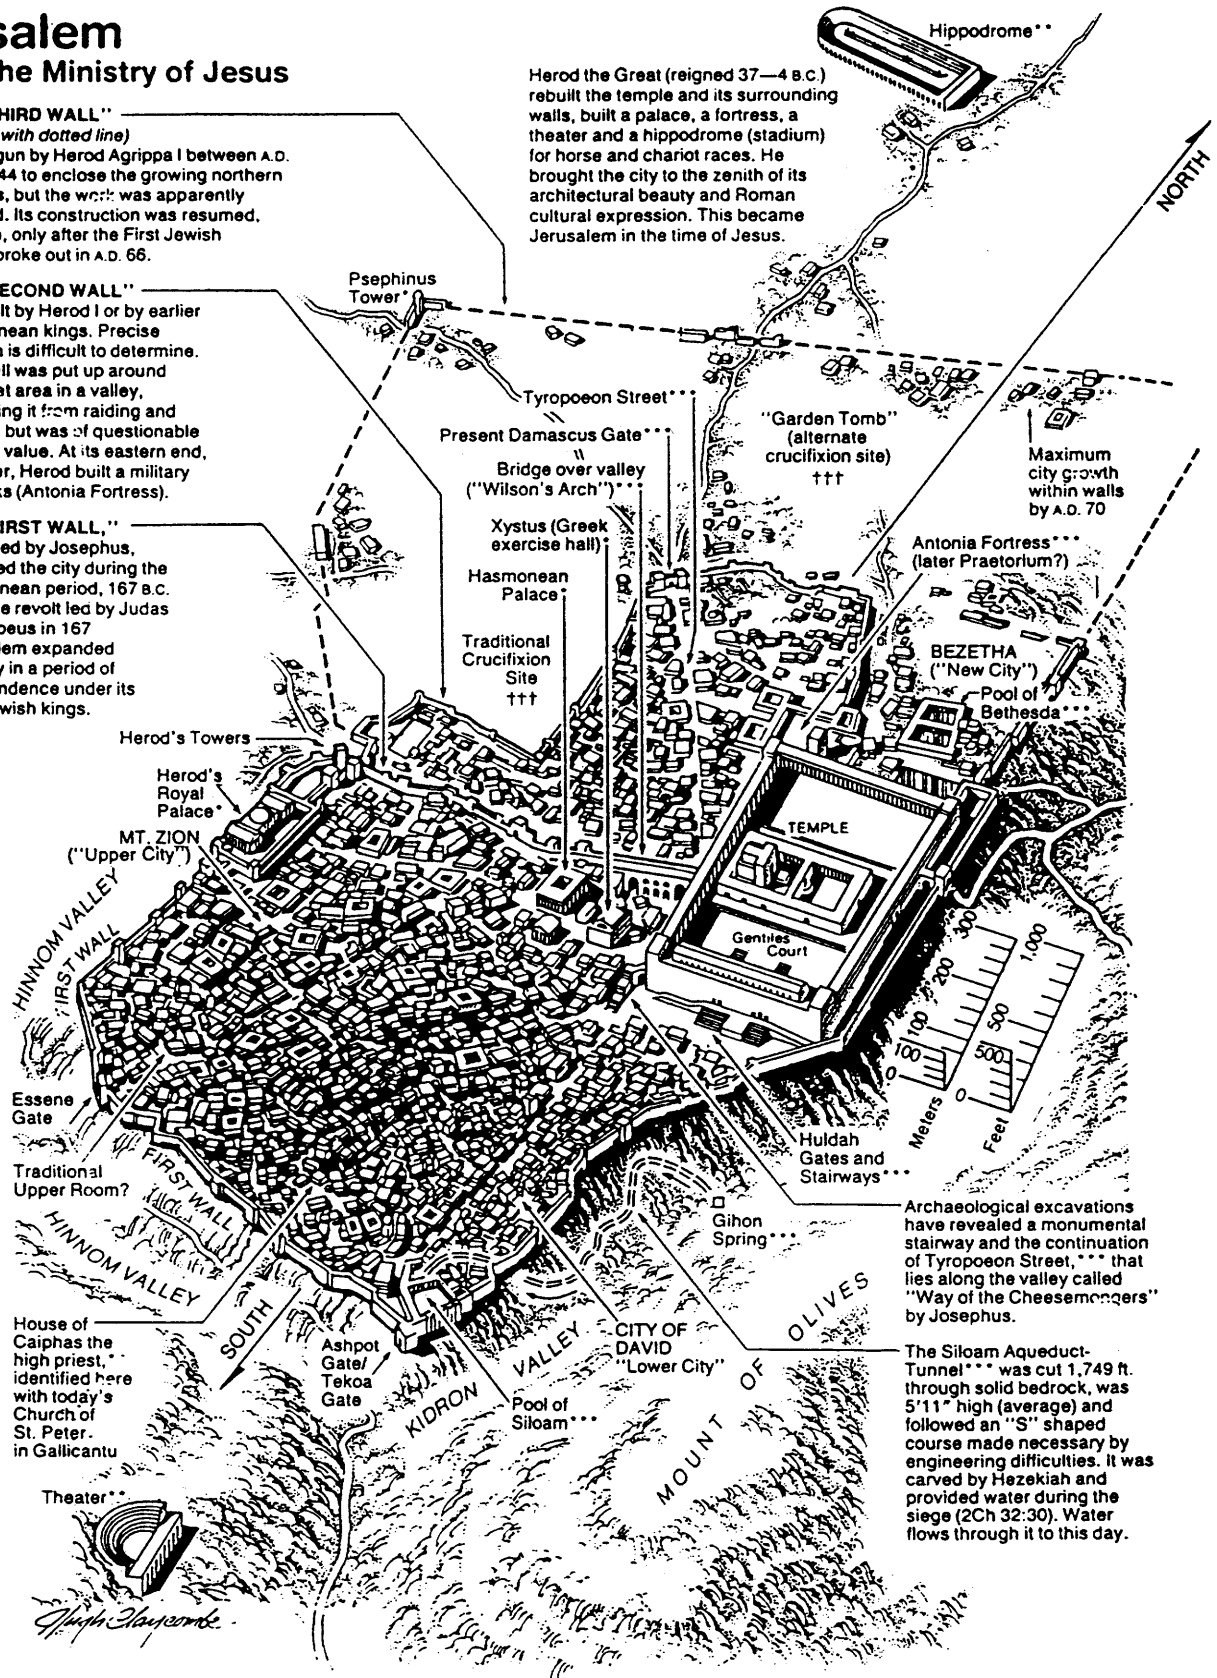 salem
he Ministry of Jesus
HIRD WALL"
with dotted line)
gun by Herod Agrippa I between A.D.
44 to enclose the growing northern
s, but the work was apparently
d. Its construction was resumed,
, only after the First Jewish
broke out in A.D. 66.
ECOND WALL"
lt by Herod I or by earlier
nean kings. Precise
n is difficult to determine.
ll was put up around
at area in a valley,
ing it from raiding and
but was of questionable
value. At its eastern end,
er, Herod built a military
ks (Antonia Fortress).
IRST WALL,"
ed by Josephus,
ed the city during the
nean period, 167 B.C.
e revolt led by Judas
beus in 167
em expanded
y in a period of
ndence under its
wish kings.
Herod the Great (reigned 37—4 B.C.)
rebuilt the temple and its surrounding
walls, built a palace, a fortress, a
theater and a hippodrome (stadium)
for horse and chariot races. He
brought the city to the zenith of its
architectural beauty and Roman
cultural expression. This became
Jerusalem in the time of Jesus.
Hippodrome**
NORTH
Psephinus
Tower*
Tyropoeon Street***
Present Damascus Gate***
Bridge over valley
("Wilson's Arch")***
Xystus (Greek
exercise hall)*
Hasmonean
Palace*
Traditional
Crucifixion
Site
†††
"Garden Tomb"
(alternate
crucifixion site)
†††
Maximum
city growth
within walls
by A.D. 70
Antonia Fortress***
(later Praetorium?)
BEZETHA
("New City")
Pool of
Bethesda***
Herod's Towers
Herod's
Royal
Palace*
MT. ZION
("Upper City")
TEMPLE
Gentiles
Court
HINNOM VALLEY
FIRST WALL
300
200
100
100
0
Meters
1,000
500
500
0
Feet
Essene
Gate
Traditional
Upper Room?
FIRST WALL
HINNOM VALLEY
Huldah
Gates and
Stairways***
Gihon
Spring***
Archaeological excavations
have revealed a monumental
stairway and the continuation
of Tyropoeon Street,*** that
lies along the valley called
"Way of the Cheesemongers"
by Josephus.
House of
Caiphas the
high priest,**
identified here
with today's
Church of
St. Peter-
in Gallicantu
SOUTH
Ashpot
Gate/
Tekoa
Gate
KIDRON VALLEY
Pool of
Siloam***
CITY OF
DAVID
"Lower City"
MOUNT OF OLIVES
The Siloam Aqueduct-
Tunnel*** was cut 1,749 ft.
through solid bedrock, was
5'11" high (average) and
followed an "S" shaped
course made necessary by
engineering difficulties. It was
carved by Hezekiah and
provided water during the
siege (2Ch 32:30). Water
flows through it to this day.
Theater**
Hugh Claycombe